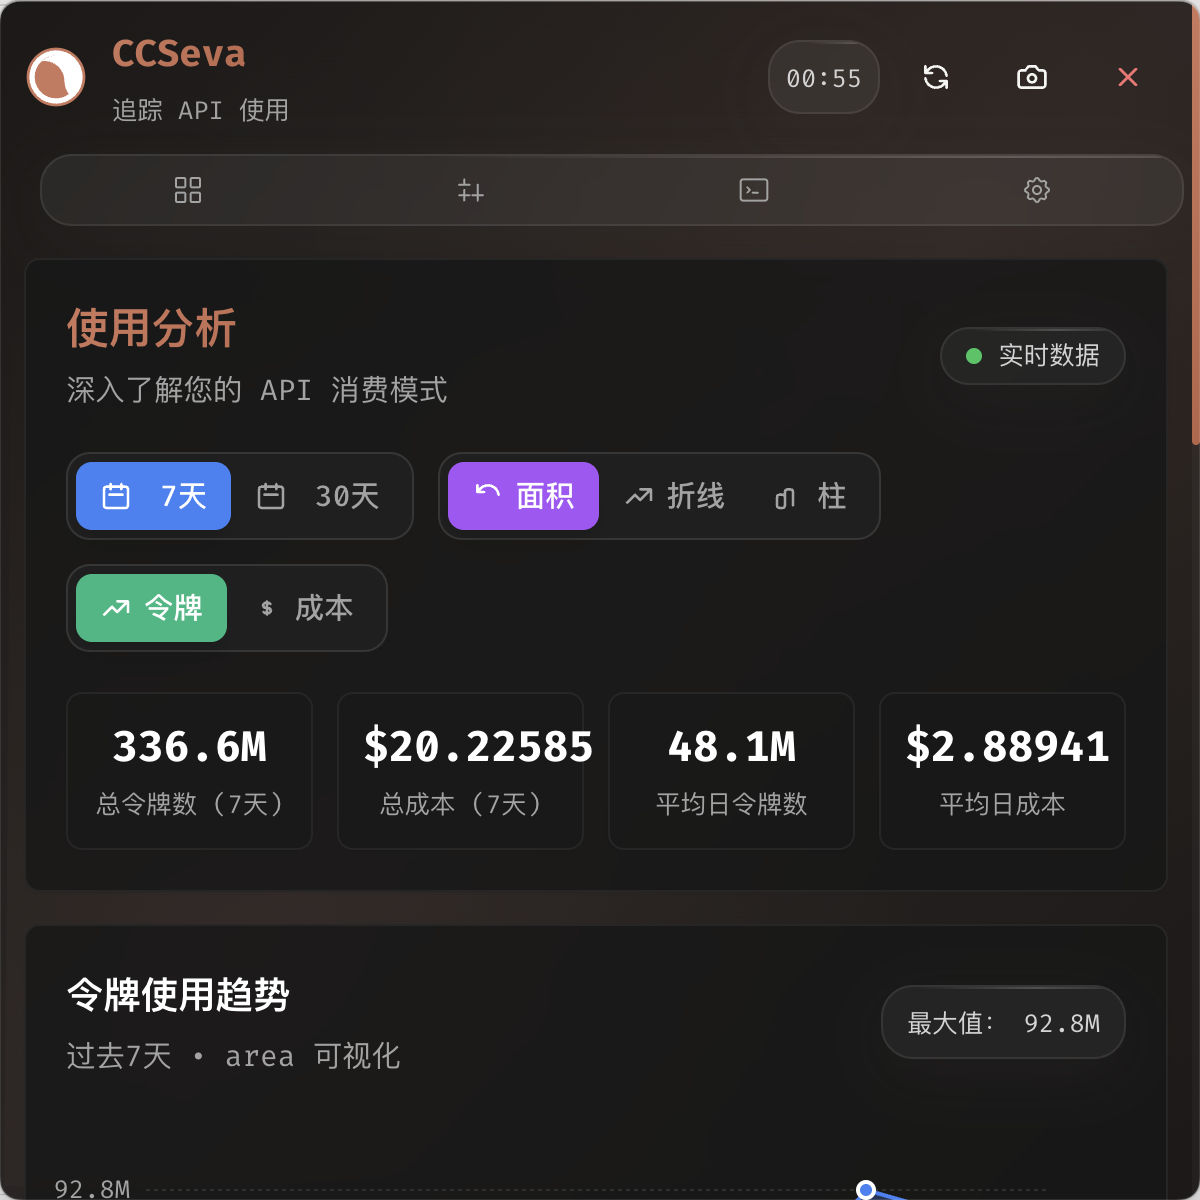 CCSeva
追踪 API 使用
00:55
使用分析
深入了解您的 API 消费模式
实时数据
7天 30天 面积 折线 柱
令牌 $ 成本
336.6M $20.22585 48.1M $2.88941
总令牌数 (7天) 总成本 (7天) 平均日令牌数 平均日成本
令牌使用趋势
过去7天 • area 可视化
最大值: 92.8M
92.8M